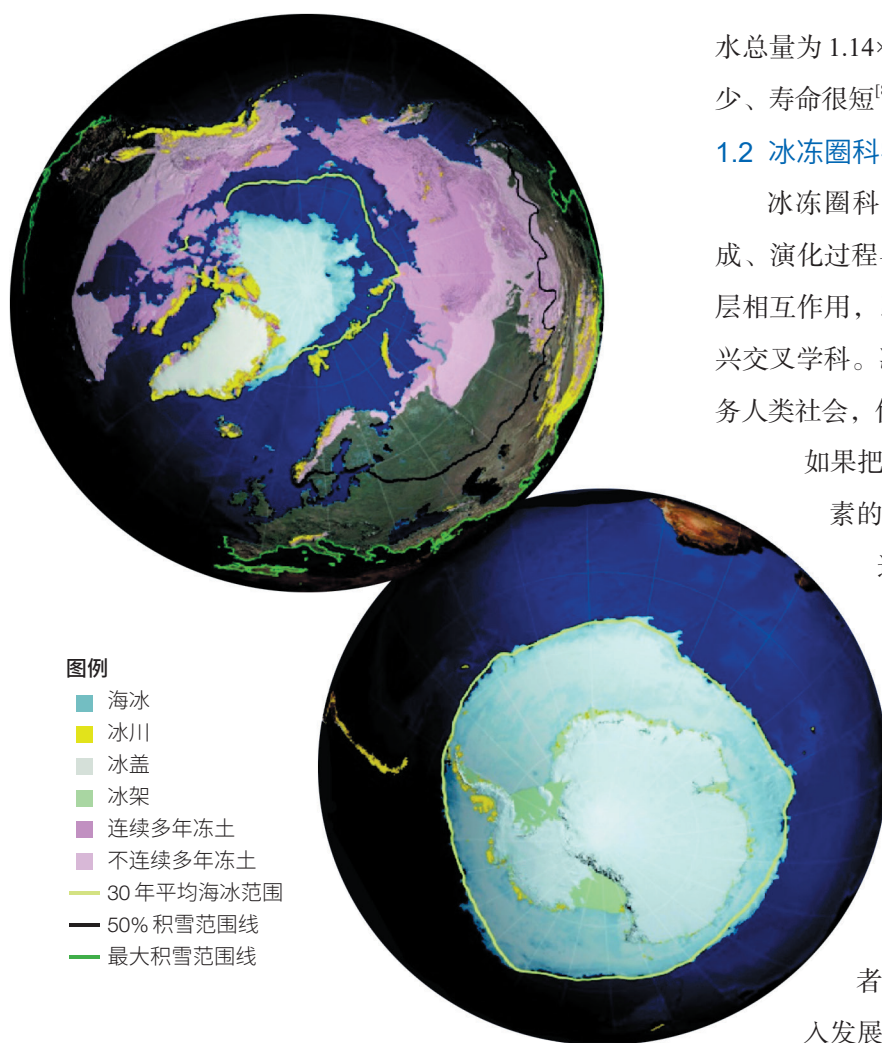 水总量为 1.14×
少、寿命很短[
1.2 冰冻圈科
冰冻圈科
成、演化过程
层相互作用，
兴交叉学科。
务人类社会，
如果把
素的
者
入发展
图例
海冰
冰川
冰盖
冰架
连续多年冻土
不连续多年冻土
30 年平均海冰范围
50% 积雪范围线
最大积雪范围线